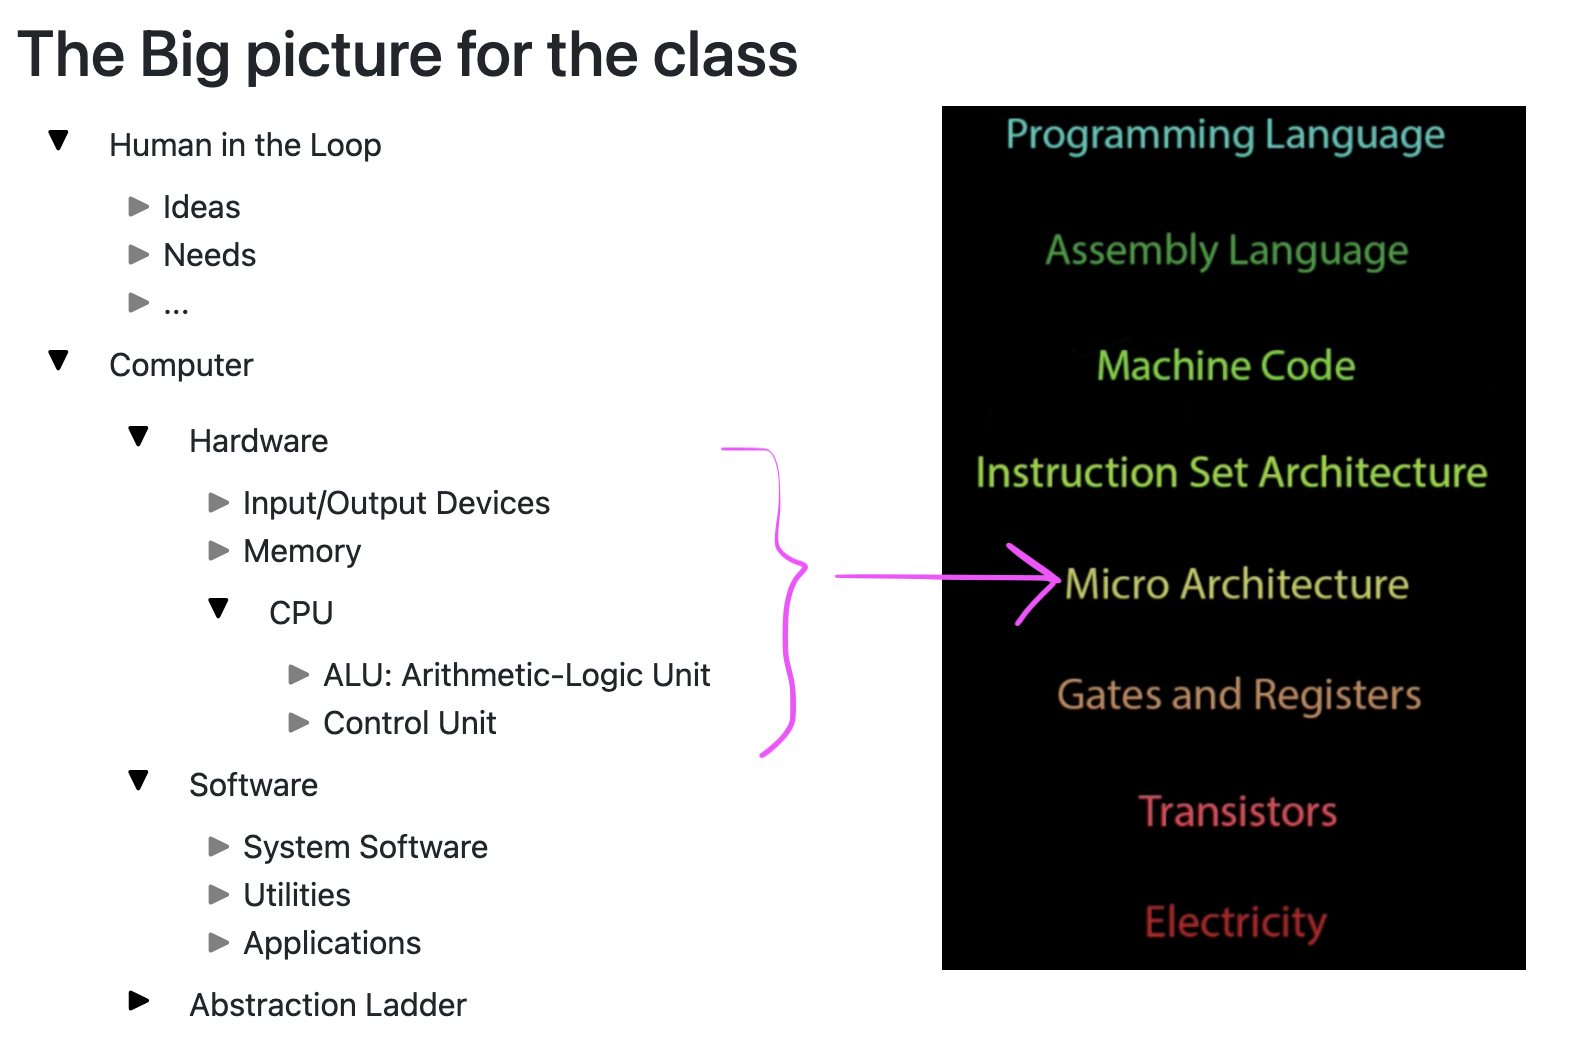 The Big picture for the class
Human in the Loop
Ideas
Needs
...
Computer
Hardware
Input/Output Devices
Memory
CPU
ALU: Arithmetic-Logic Unit
Control Unit
Software
System Software
Utilities
Applications
Abstraction Ladder
Programming Language
Assembly Language
Machine Code
Instruction Set Architecture
Micro Architecture
Gates and Registers
Transistors
Electricity